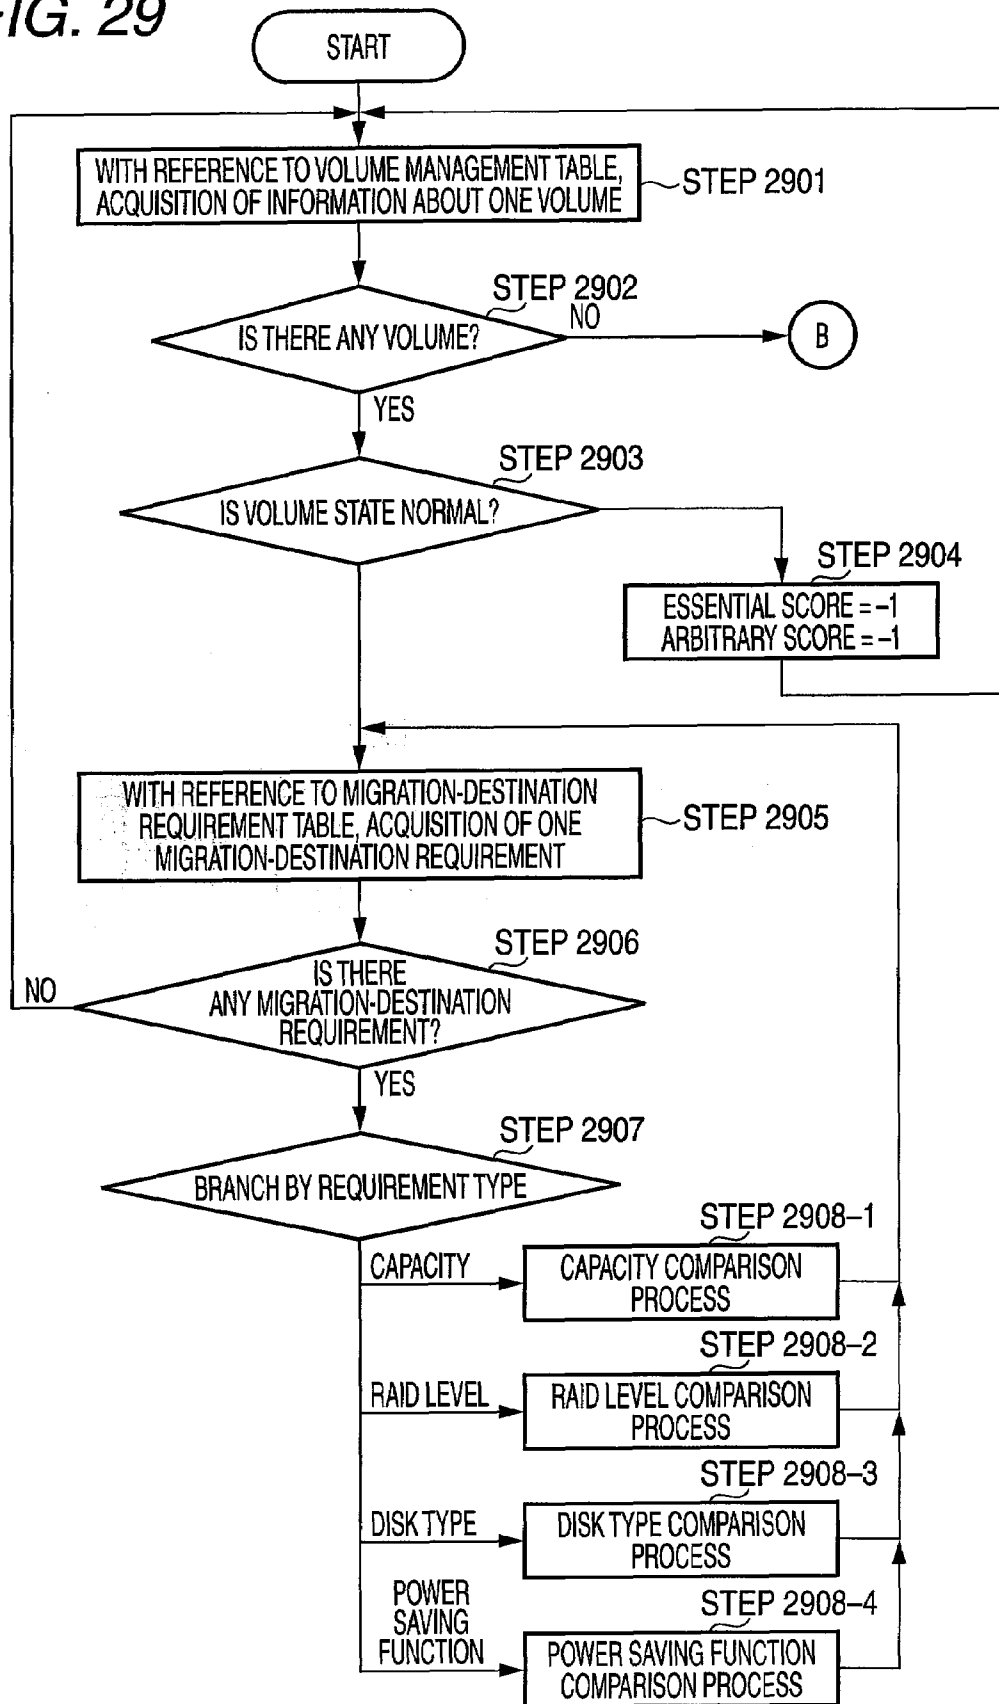 FIG. 29
START
WITH REFERENCE TO VOLUME MANAGEMENT TABLE,
ACQUISITION OF INFORMATION ABOUT ONE VOLUME
STEP 2901
STEP 2902
IS THERE ANY VOLUME?
NO
B
YES
STEP 2903
IS VOLUME STATE NORMAL?
STEP 2904
ESSENTIAL SCORE = –1
ARBITRARY SCORE = –1
WITH REFERENCE TO MIGRATION-DESTINATION
REQUIREMENT TABLE, ACQUISITION OF ONE
MIGRATION-DESTINATION REQUIREMENT
STEP 2905
STEP 2906
IS THERE
ANY MIGRATION-DESTINATION
REQUIREMENT?
NO
YES
STEP 2907
BRANCH BY REQUIREMENT TYPE
STEP 2908–1
CAPACITY
CAPACITY COMPARISON
PROCESS
STEP 2908–2
RAID LEVEL
RAID LEVEL COMPARISON
PROCESS
STEP 2908–3
DISK TYPE
DISK TYPE COMPARISON
PROCESS
STEP 2908–4
POWER
SAVING
FUNCTION
POWER SAVING FUNCTION
COMPARISON PROCESS